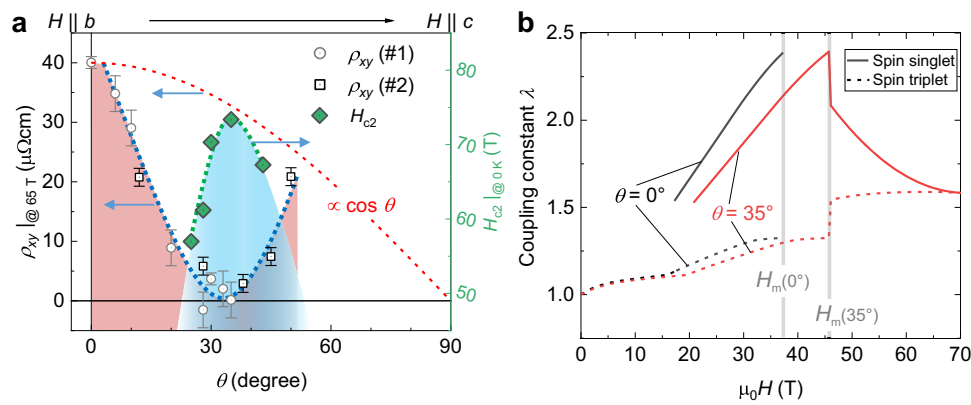 H || b
H || c
a
ρxy (#1)
ρxy (#2)
Hc2
∝ cos θ
ρxy |@ 65 T (μΩcm)
40
30
20
10
0
Hc2 |@ 0 K (T)
80
70
60
50
0
30
60
90
θ (degree)
b
Spin singlet
Spin triplet
θ = 0°
θ = 35°
Hm(0°)
Hm(35°)
Coupling constant λ
2.5
2.0
1.5
1.0
0
10
20
30
40
50
60
70
μ0H (T)